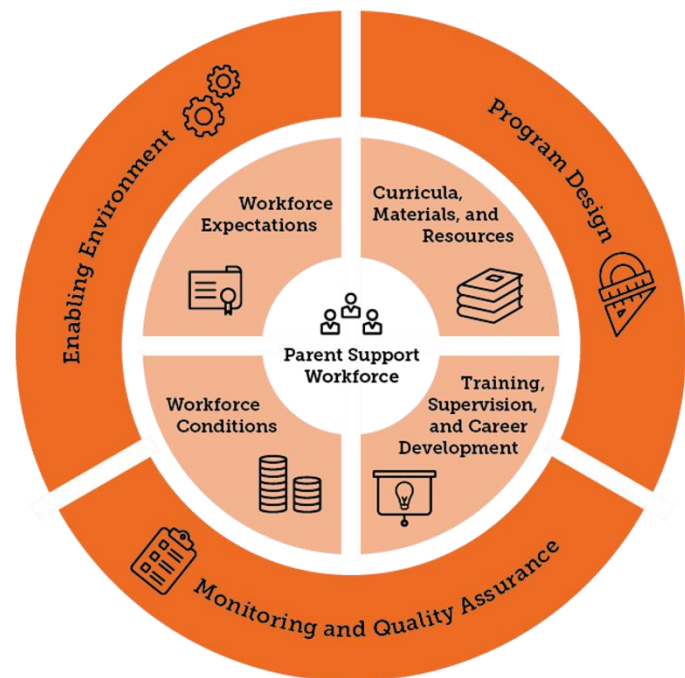 Enabling Environment
Program Design
Workforce
Expectations
Curricula,
Materials, and
Resources
Parent Support
Workforce
Workforce
Conditions
Training,
Supervision,
and Career
Development
Monitoring and Quality Assurance